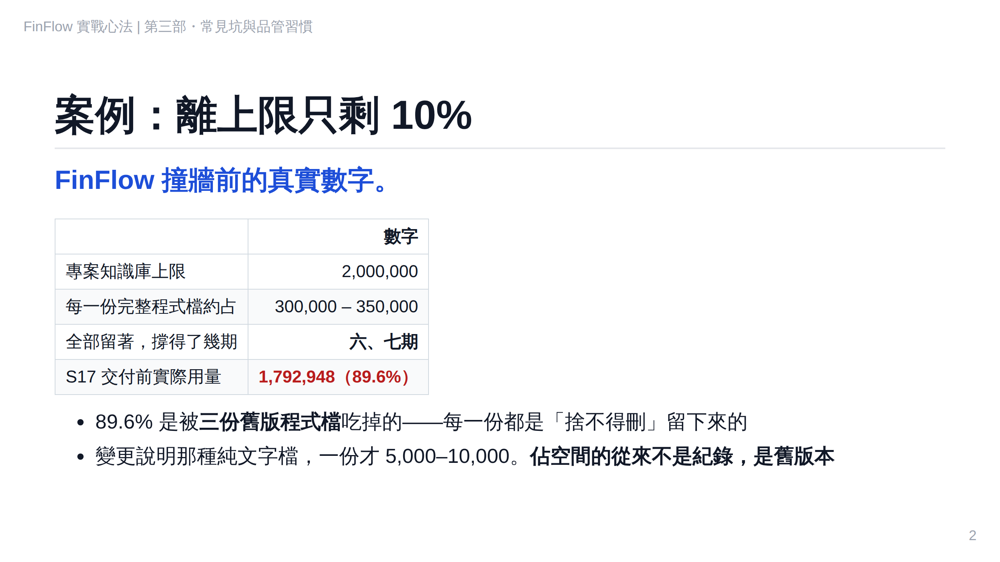 FinFlow 實戰心法 | 第三部・常見坑與品管習慣
案例：離上限只剩 10%
FinFlow 撞牆前的真實數字。
數字
專案知識庫上限 2,000,000
每一份完整程式檔約占 300,000 – 350,000
全部留著，撐得了幾期 六、七期
S17 交付前實際用量 1,792,948（89.6%）
• 89.6% 是被三份舊版程式檔吃掉的——每一份都是「捨不得刪」留下來的
• 變更說明那種純文字檔，一份才 5,000–10,000。佔空間的從來不是紀錄，是舊版本
2